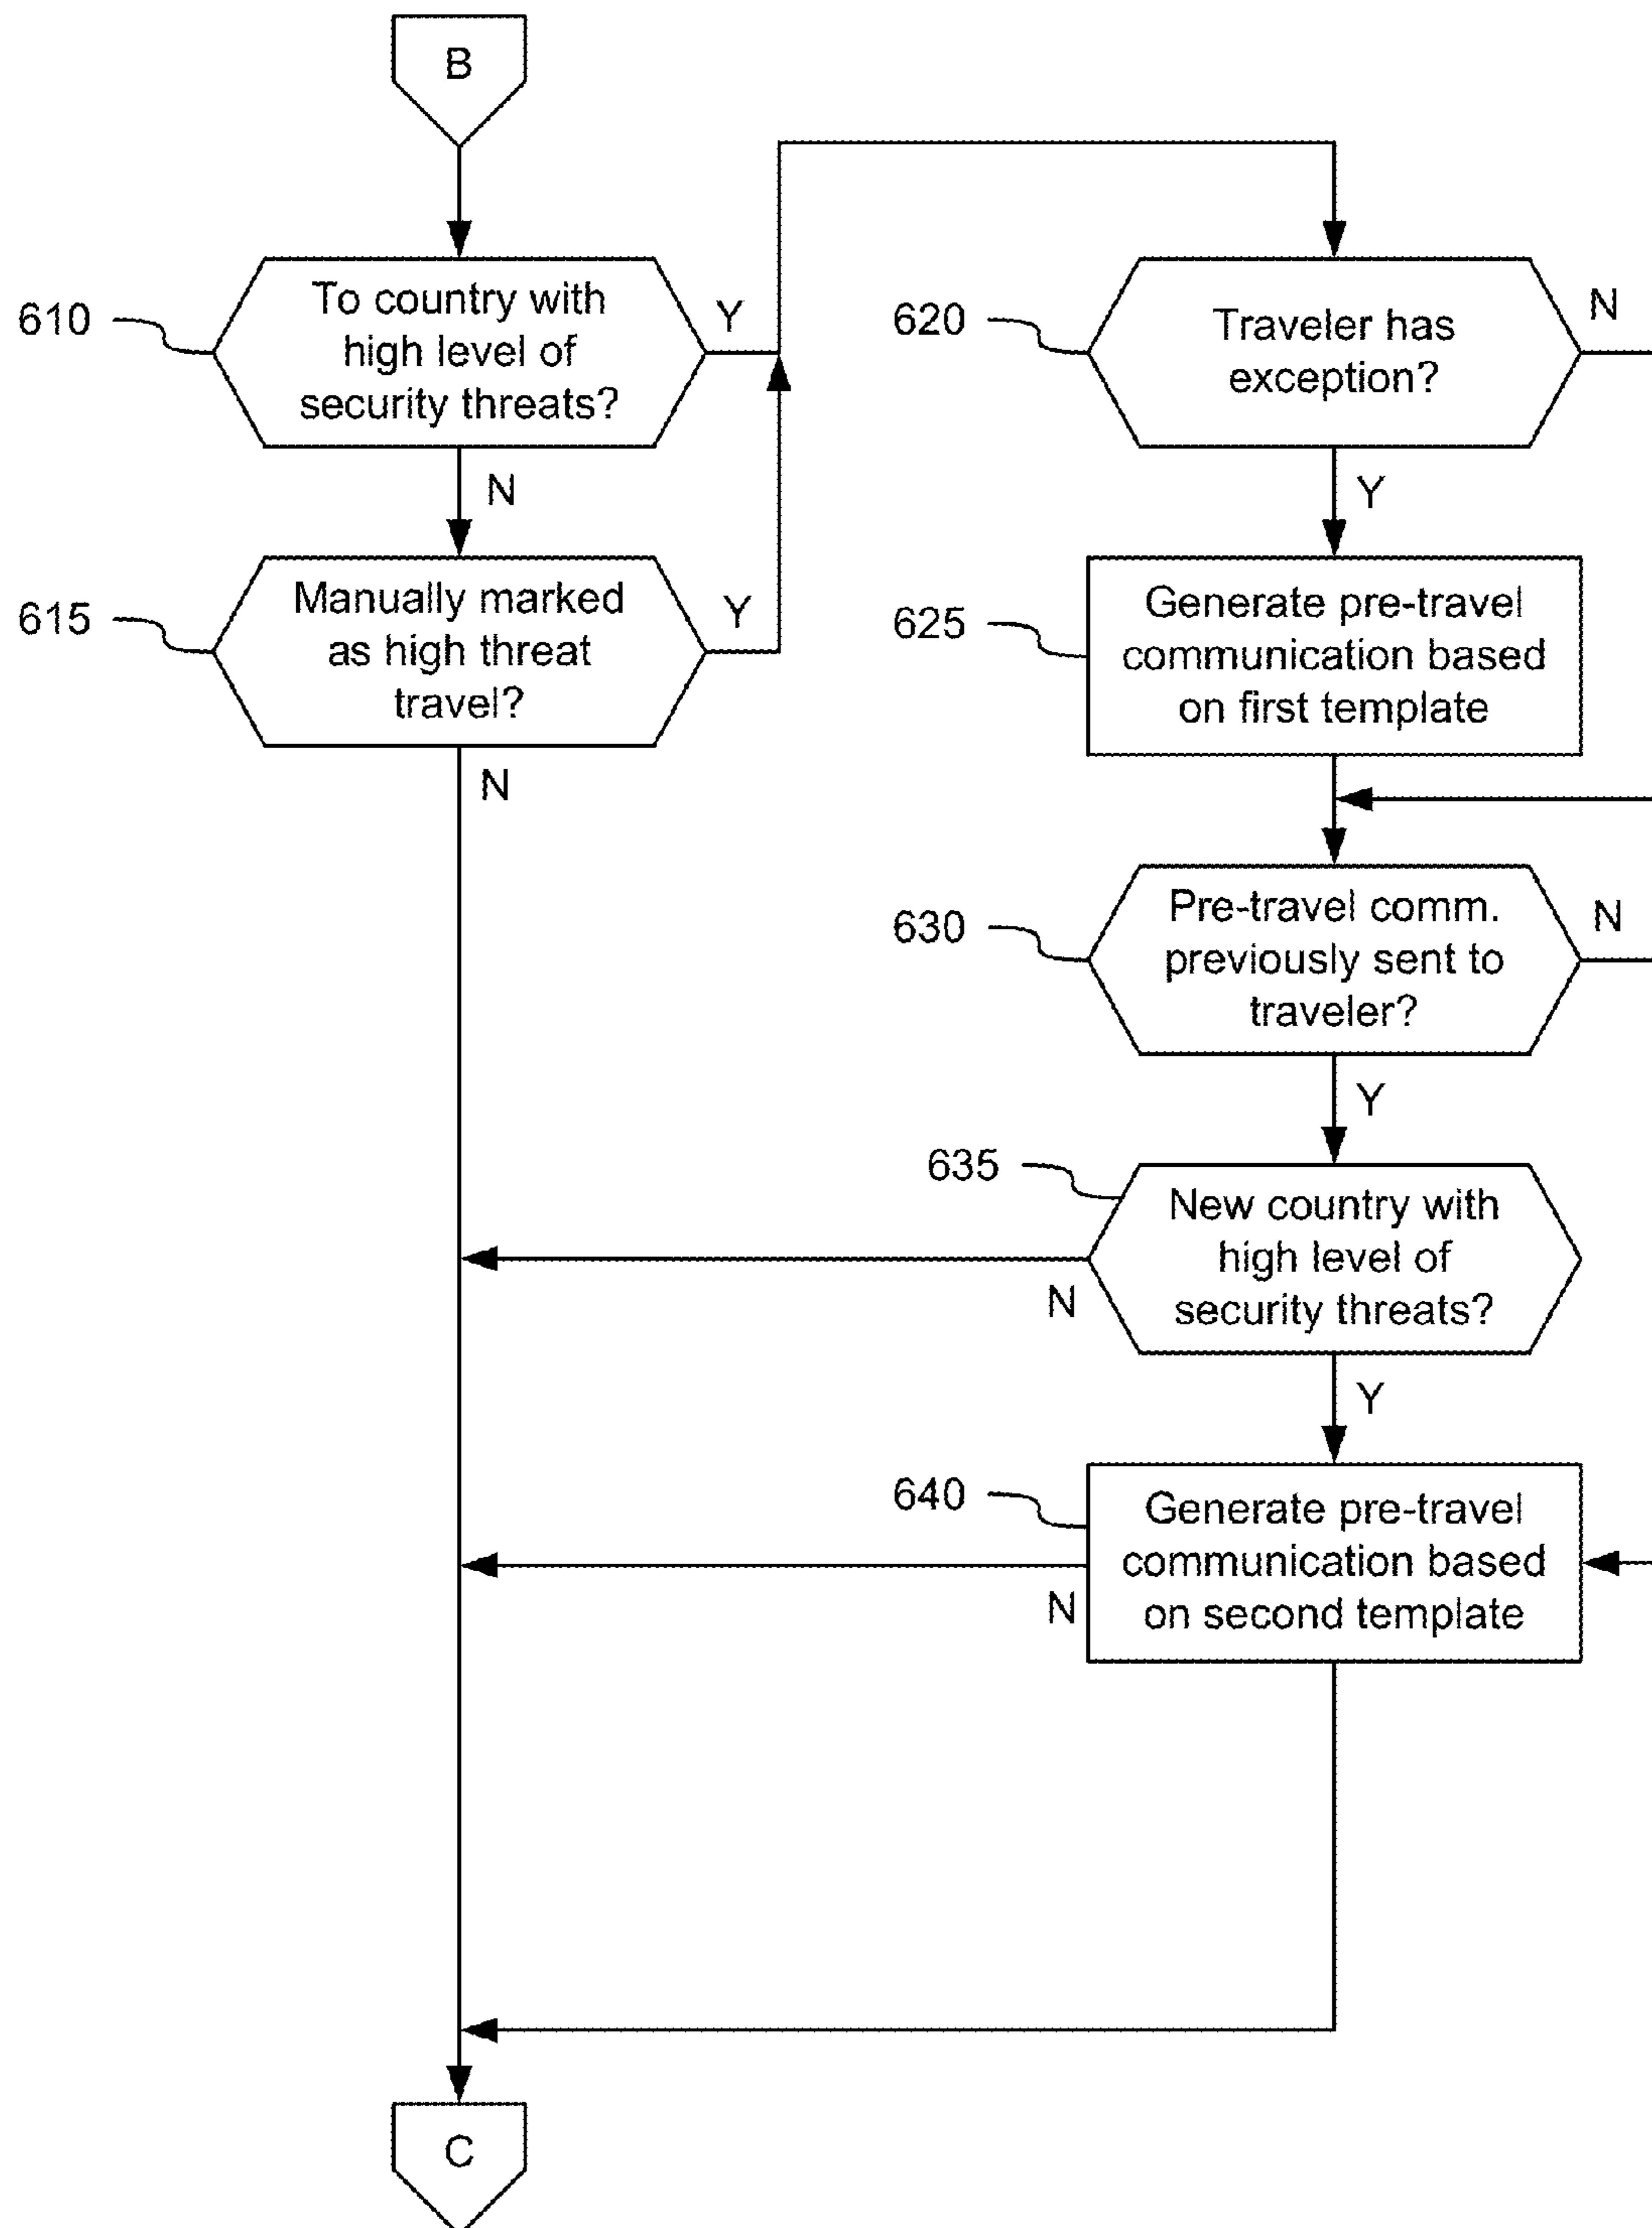 B
610
To country with
high level of
security threats?
Y
N
615
Manually marked
as high threat
travel?
Y
N
620
Traveler has
exception?
N
Y
625
Generate pre-travel
communication based
on first template
630
Pre-travel comm.
previously sent to
traveler?
N
Y
635
New country with
high level of
security threats?
N
Y
640
Generate pre-travel
communication based
on second template
N
C